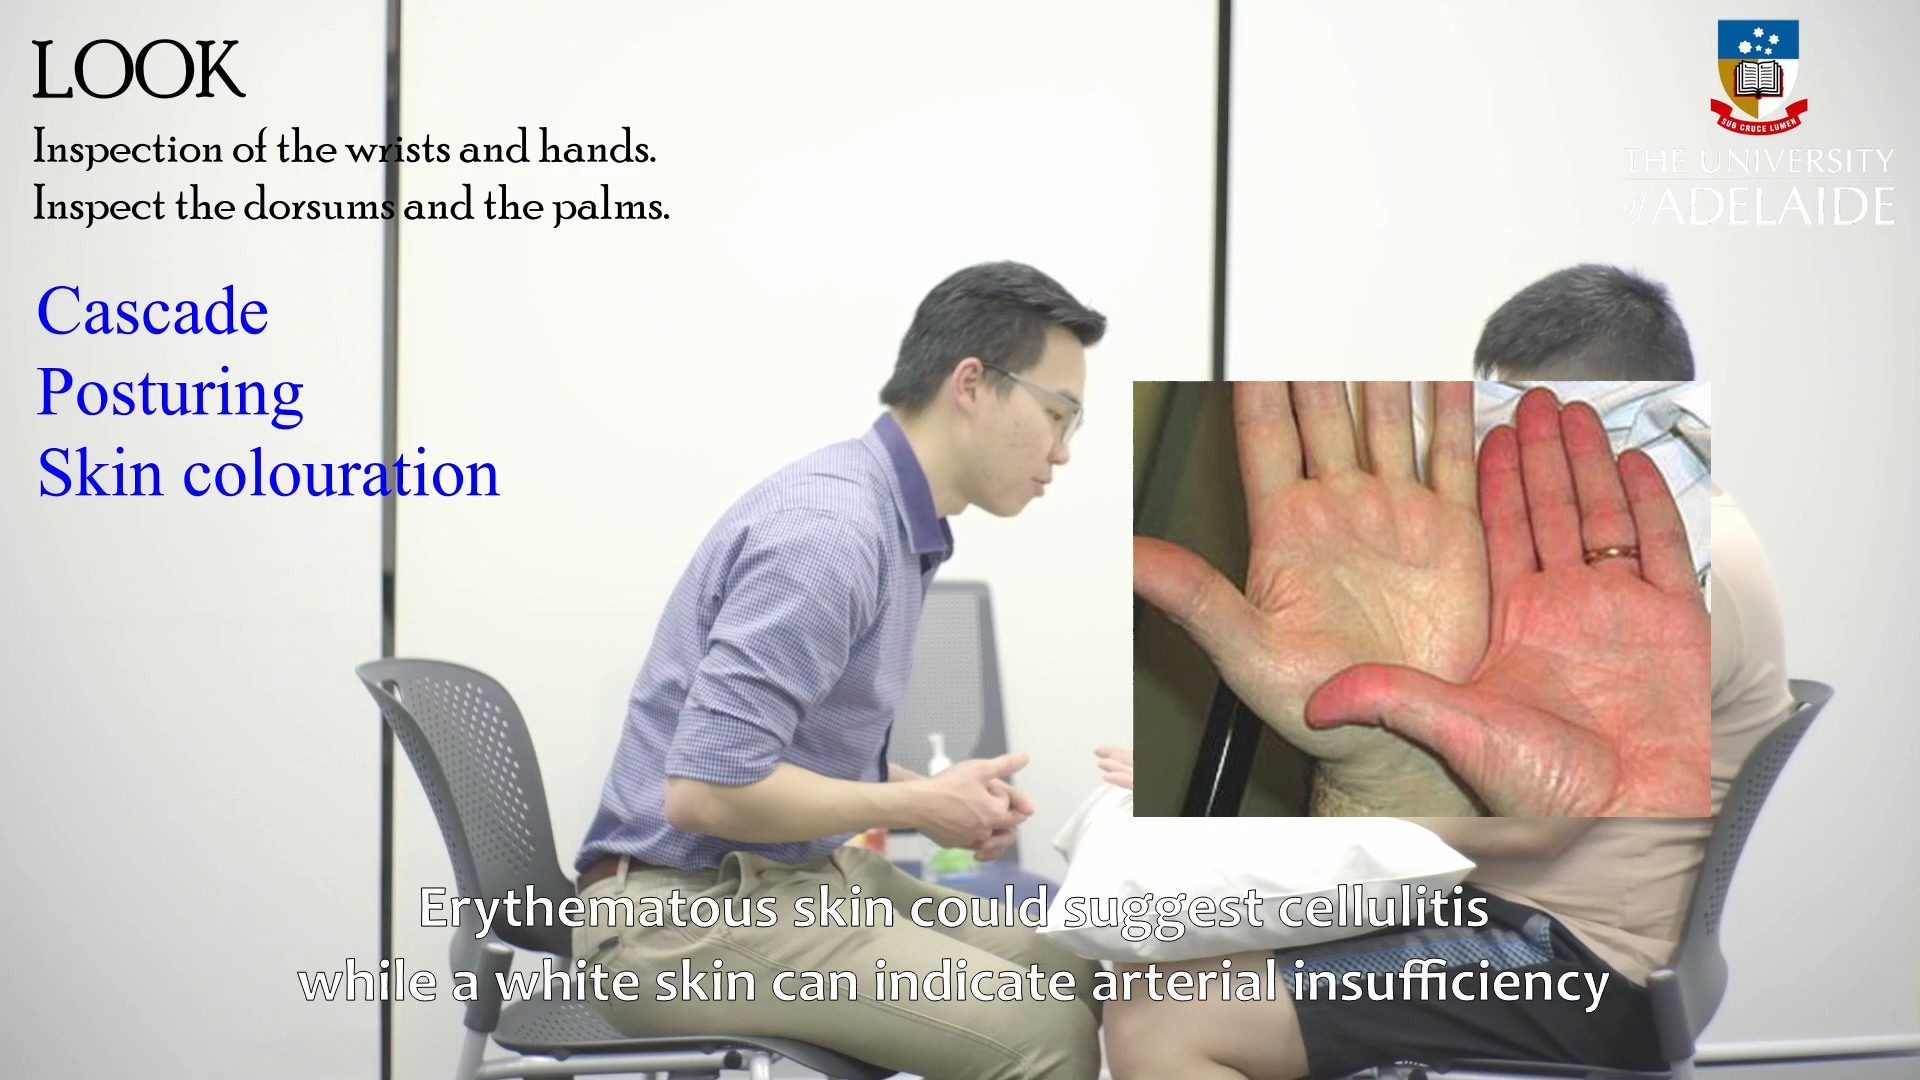 LOOK
Inspection of the wrists and hands.
Inspect the dorsums and the palms.
Cascade
Posturing
Skin colouration
SUB CRUCE LUMEN
THE UNIVERSITY
of ADELAIDE
Erythematous skin could suggest cellulitis
while a white skin can indicate arterial insufficiency